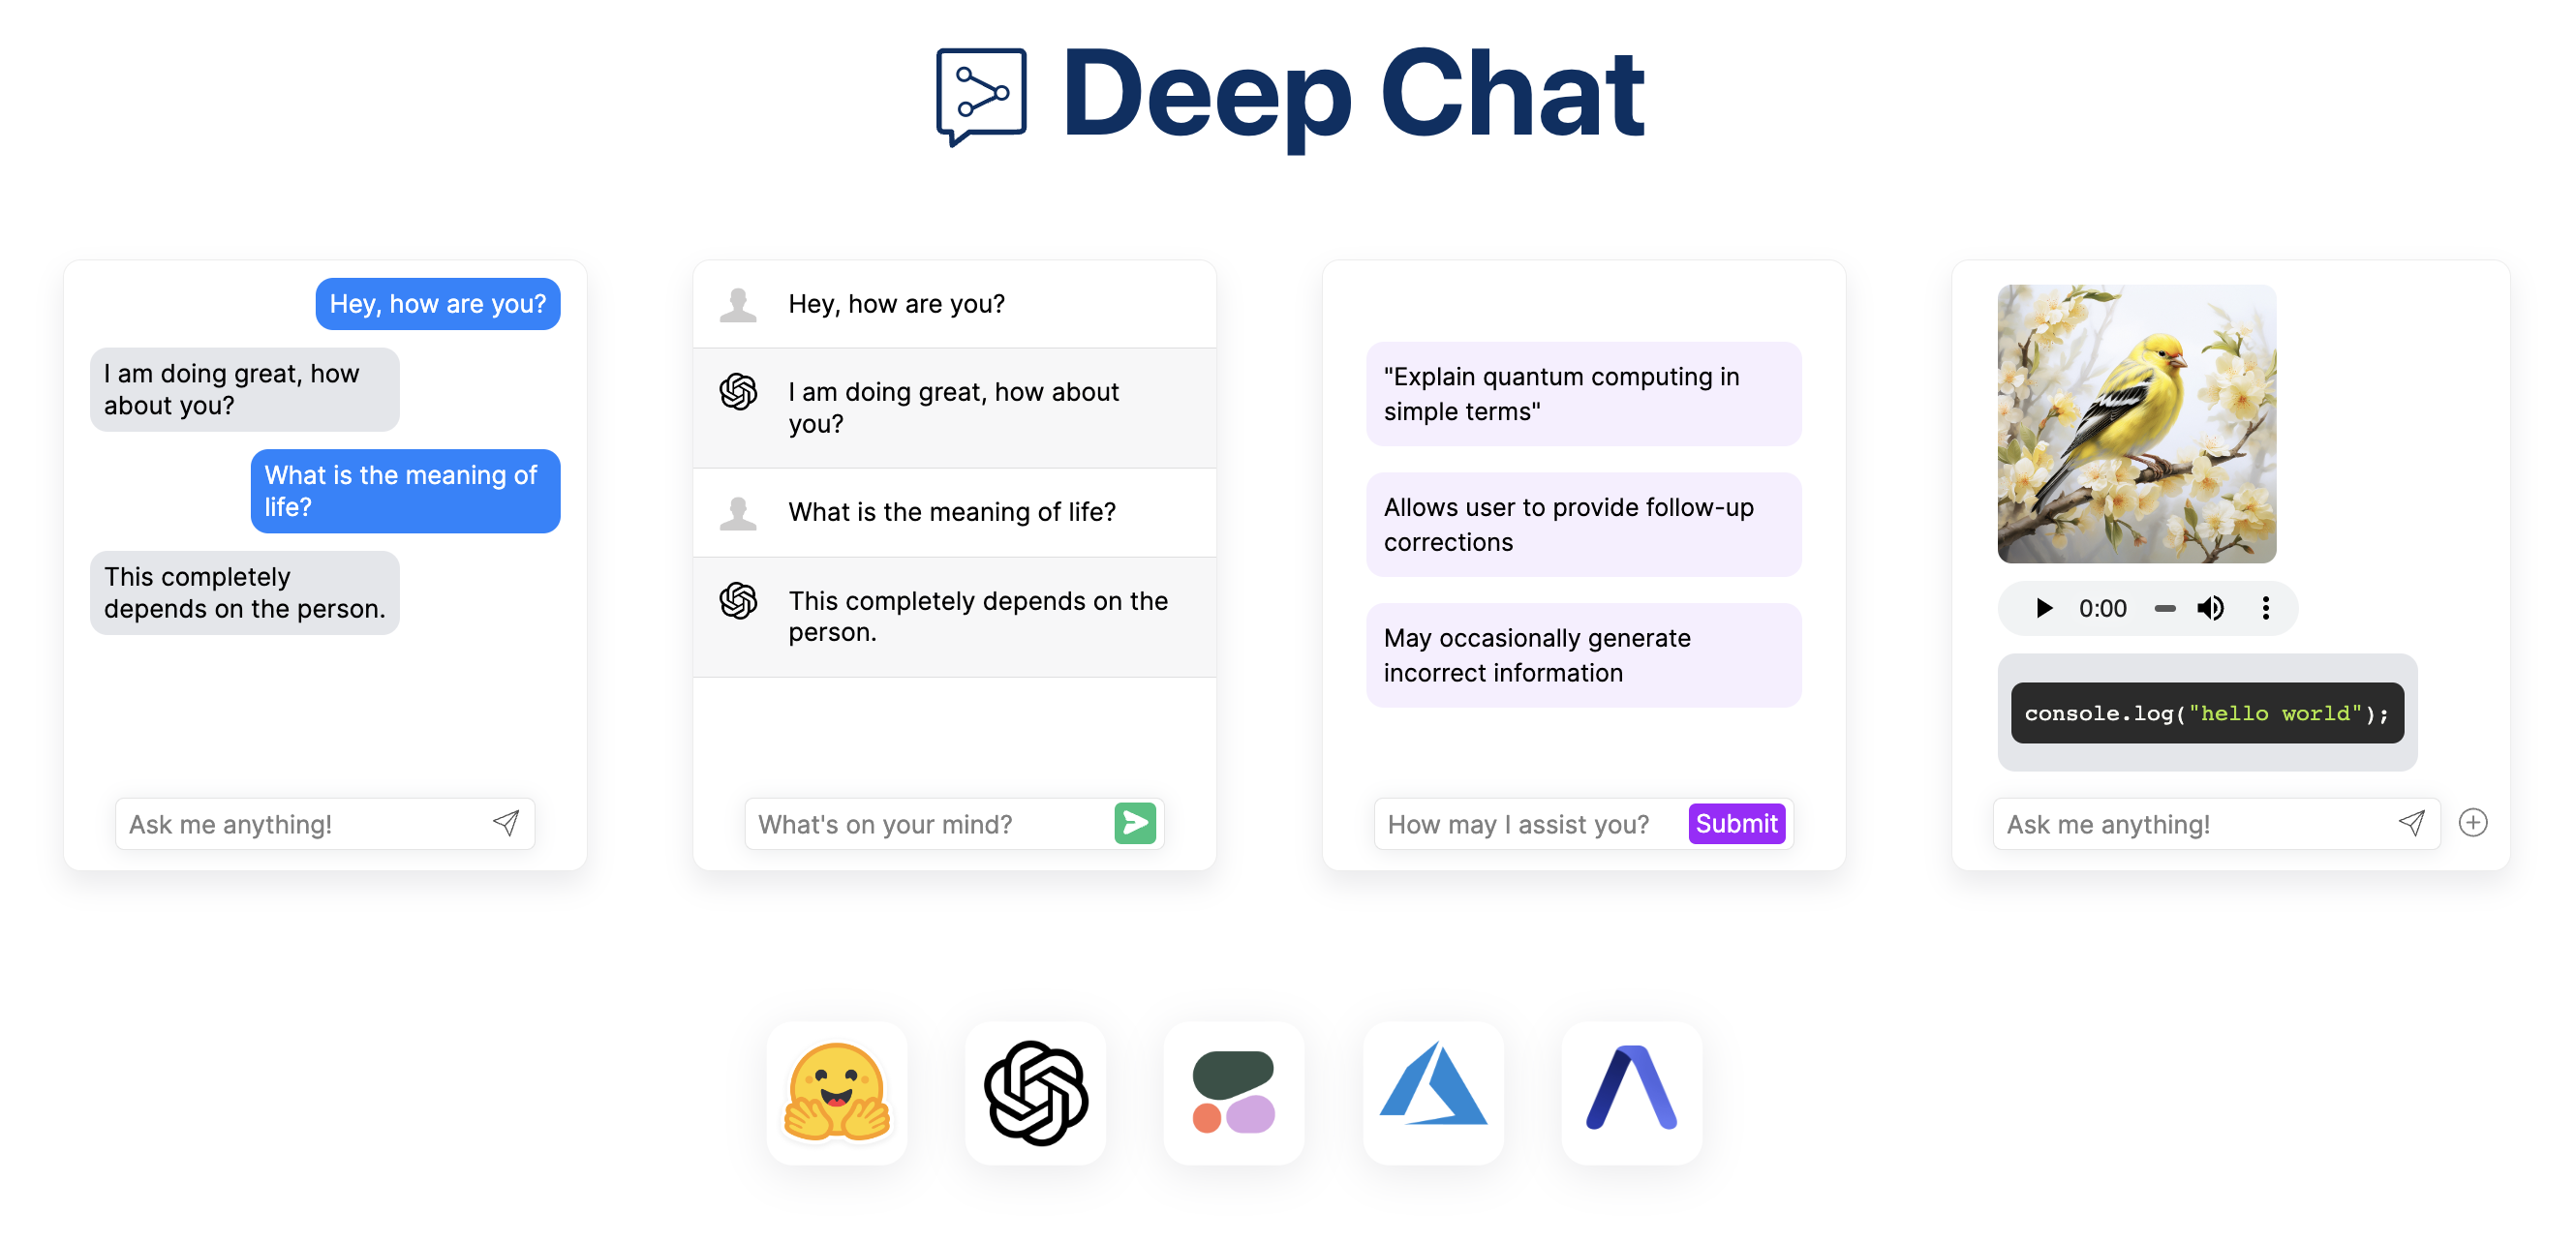 Deep Chat
Hey, how are you?
I am doing great, how
about you?
What is the meaning of
life?
This completely
depends on the person.
Ask me anything!
Hey, how are you?
I am doing great, how about
you?
What is the meaning of life?
This completely depends on the
person.
What's on your mind?
"Explain quantum computing in
simple terms"
Allows user to provide follow-up
corrections
May occasionally generate
incorrect information
How may I assist you?
Submit
0:00
console.log("hello world");
Ask me anything!